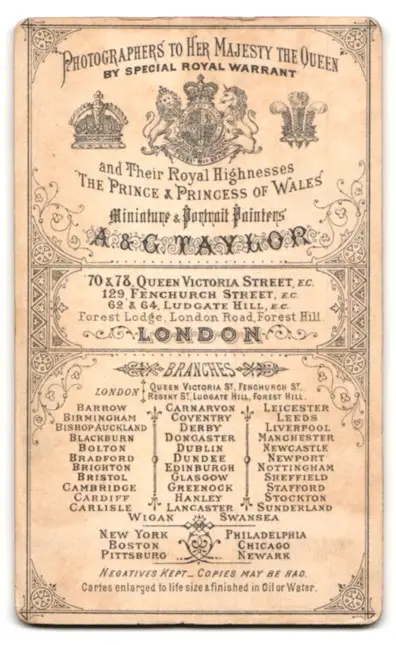 PHOTOGRAPHERS TO HER MAJESTY THE QUEEN
BY SPECIAL ROYAL WARRANT
and Their Royal Highnesses
THE PRINCE & PRINCESS OF WALES
Miniature & Portrait Painters
A & G. TAYLOR
70 & 78, QUEEN VICTORIA STREET, E.C.
129, FENCHURCH STREET, E.C.
62 & 64, LUDGATE HILL, E.C.
Forest Lodge, London Road, Forest Hill
LONDON
BRANCHES
LONDON QUEEN VICTORIA ST, FENCHURCH ST.
REGENT ST, LUDGATE HILL, FOREST HILL.
BARROW CARNARVON LEICESTER
BIRMINGHAM COVENTRY LEEDS
BISHOP AUCKLAND DERBY LIVERPOOL
BLACKBURN DONCASTER MANCHESTER
BOLTON DUBLIN NEWCASTLE
BRADFORD DUNDEE NEWPORT
BRIGHTON EDINBURGH NOTTINGHAM
BRISTOL GLASGOW SHEFFIELD
CAMBRIDGE GREENOCK STAFFORD
CARDIFF HANLEY STOCKTON
CARLISLE LANCASTER SUNDERLAND
WIGAN SWANSEA
NEW YORK PHILADELPHIA
BOSTON CHICAGO
PITTSBURG NEWARK
NEGATIVES KEPT_ COPIES MAY BE HAD.
Cartes enlarged to life size & finished in Oil or Water.